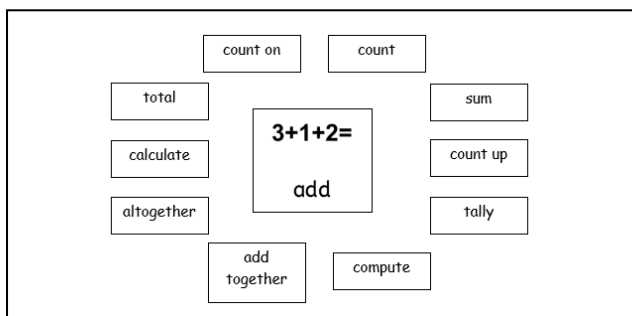 count on
count
total
sum
3+1+2=
calculate
count up
add
altogether
tally
add
together
compute